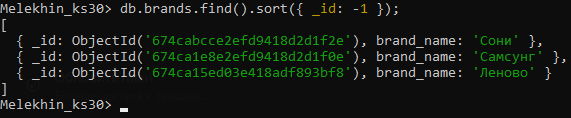 Melekhin_ks30> db.brands.find().sort({ _id: -1 });
[
  { _id: ObjectId('674cabcce2efd9418d2d1f2e'), brand_name: 'Сони' },
  { _id: ObjectId('674ca1e8e2efd9418d2d1f0e'), brand_name: 'Самсунг' },
  { _id: ObjectId('674ca15ed03e418adf893bf8'), brand_name: 'Леново' }
]
Melekhin_ks30> _